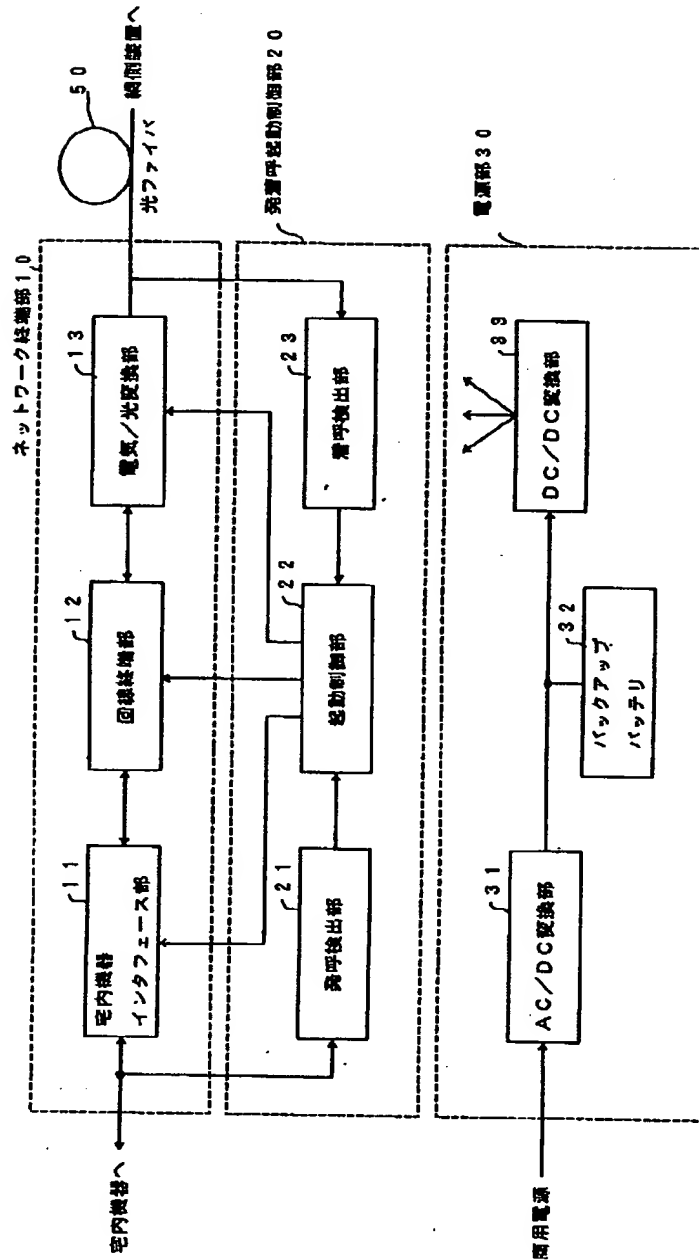 ネットワーク終端部10
宅内機器へ
11
宅内機器
インタフェース部
12
回線終端部
13
電気/光変換部
50
光ファイバ
網側装置へ
発着呼起動制御部20
21
発呼検出部
22
起動制御部
23
着呼検出部
電源部30
商用電源
31
AC/DC変換部
32
バックアップ
バッテリ
33
DC/DC変換部